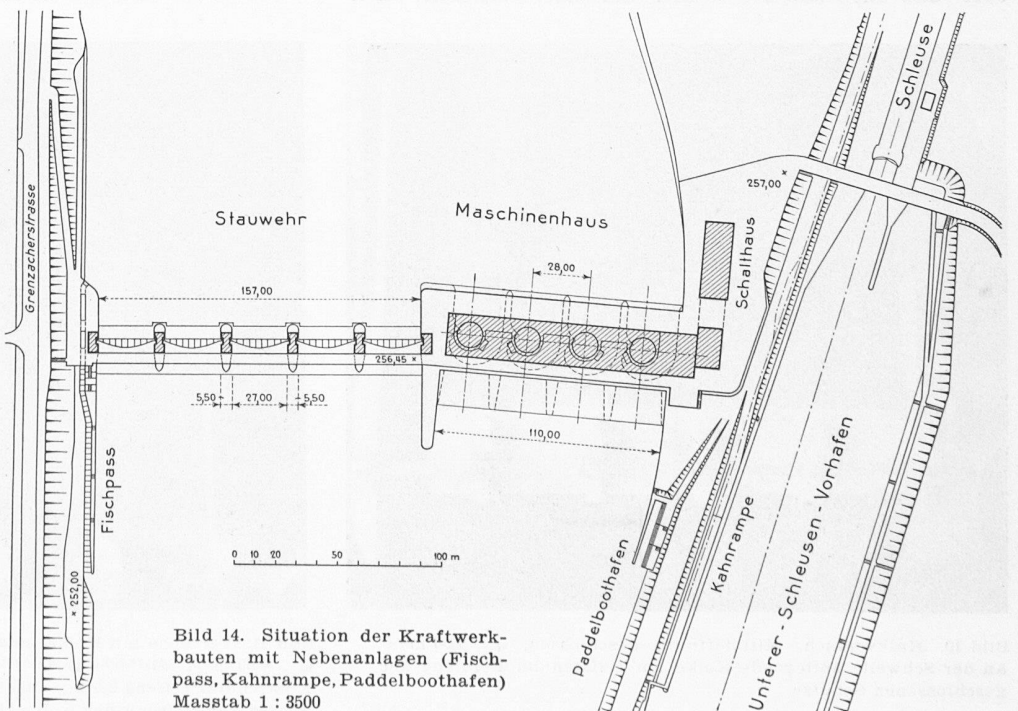 Grenzacherstrasse
Stauwehr
Maschinenhaus
Schallhaus
Schleuse
257,00
28,00
157,00
256,45
5,50
27,00
5,50
110,00
Fischpass
252,00
0 10 20 50 100 m
Paddelboothafen
Kahnrampe
Unterer-Schleusen-Vorhafen
Bild 14. Situation der Kraftwerk-
bauten mit Nebenanlagen (Fisch-
pass, Kahnrampe, Paddelboothafen)
Masstab 1 : 3500